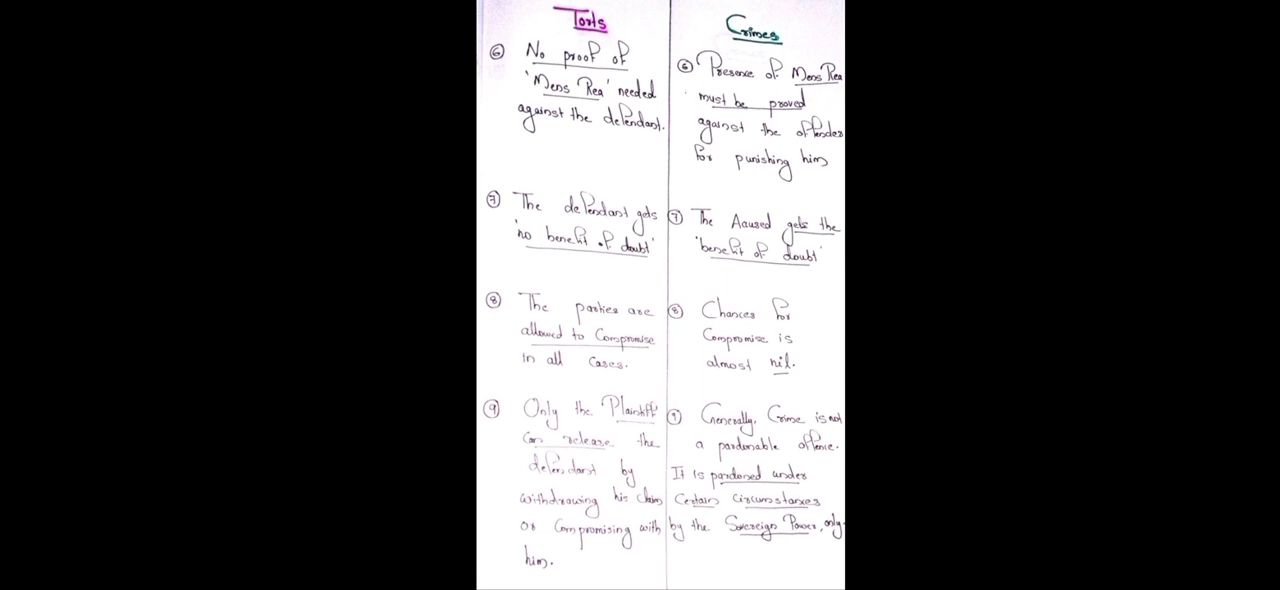 Torts
⑥ No proof of
'Mens Rea' needed
against the defendant.
⑦ The defendant gets
'no benefit of doubt'
⑧ The parties are
allowed to Compromise
in all Cases.
⑨ Only the Plaintiff
Can release the
defendant by
withdrawing his claim
or Compromising with
him.
Crimes
⑥ Presence of Mens Rea
must be proved
against the offender
for punishing him
⑦ The Accused gets the
'benefit of doubt'
⑧ Chances for
Compromise is
almost nil.
⑨ Generally, Crime is not
a pardonable offence.
It is pardoned under
Certain Circumstances
by the Sovereign Power, only.